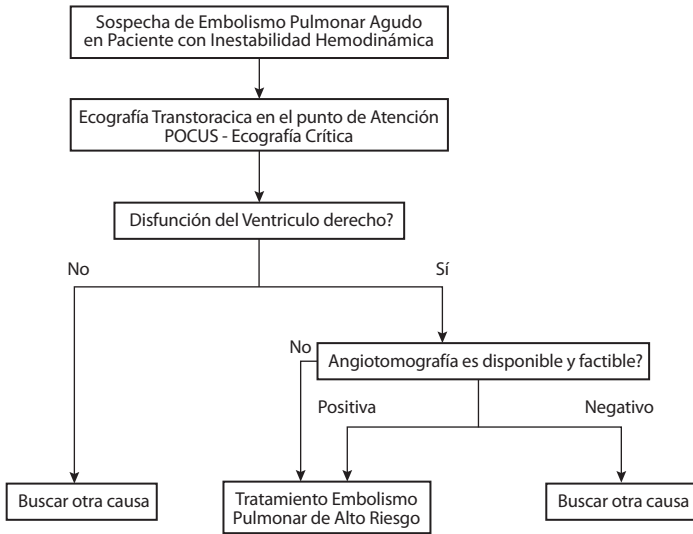 Sospecha de Embolismo Pulmonar Agudo
en Paciente con Inestabilidad Hemodinámica
Ecografía Transtoracica en el punto de Atención
POCUS - Ecografía Crítica
Disfunción del Ventriculo derecho?
No
Sí
No
Angiotomografía es disponible y factible?
Positiva
Negativo
Buscar otra causa
Tratamiento Embolismo
Pulmonar de Alto Riesgo
Buscar otra causa